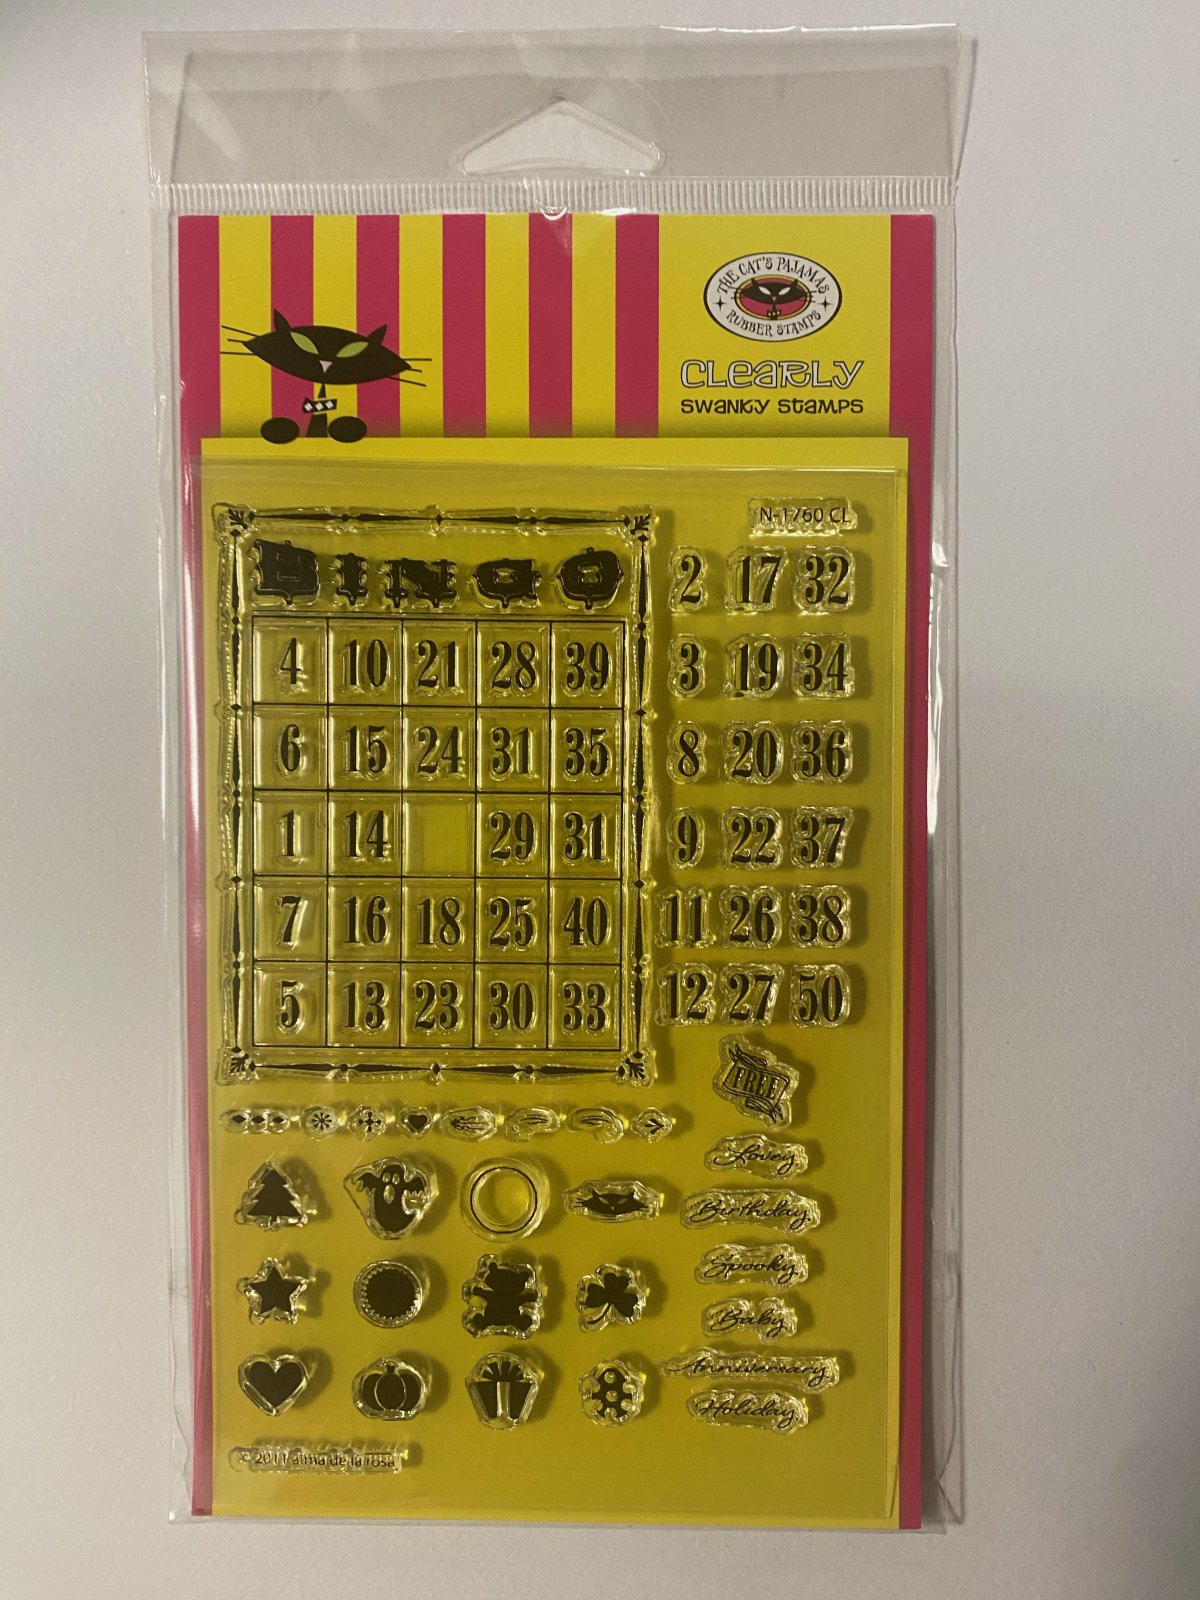 THE CAT'S PAJAMAS
RUBBER STAMPS
CLEARLY
SWANKY STAMPS
N-1760 CL
BINGO
4 10 21 28 39
6 15 24 31 35
1 14 29 31
7 16 18 25 40
5 13 23 30 33
2 17 32
3 19 34
8 20 36
9 22 37
11 26 38
12 27 50
FREE
Lovey
Birthday
Spooky
Baby
Anniversary
Holiday
© 2011 alma de la rosa